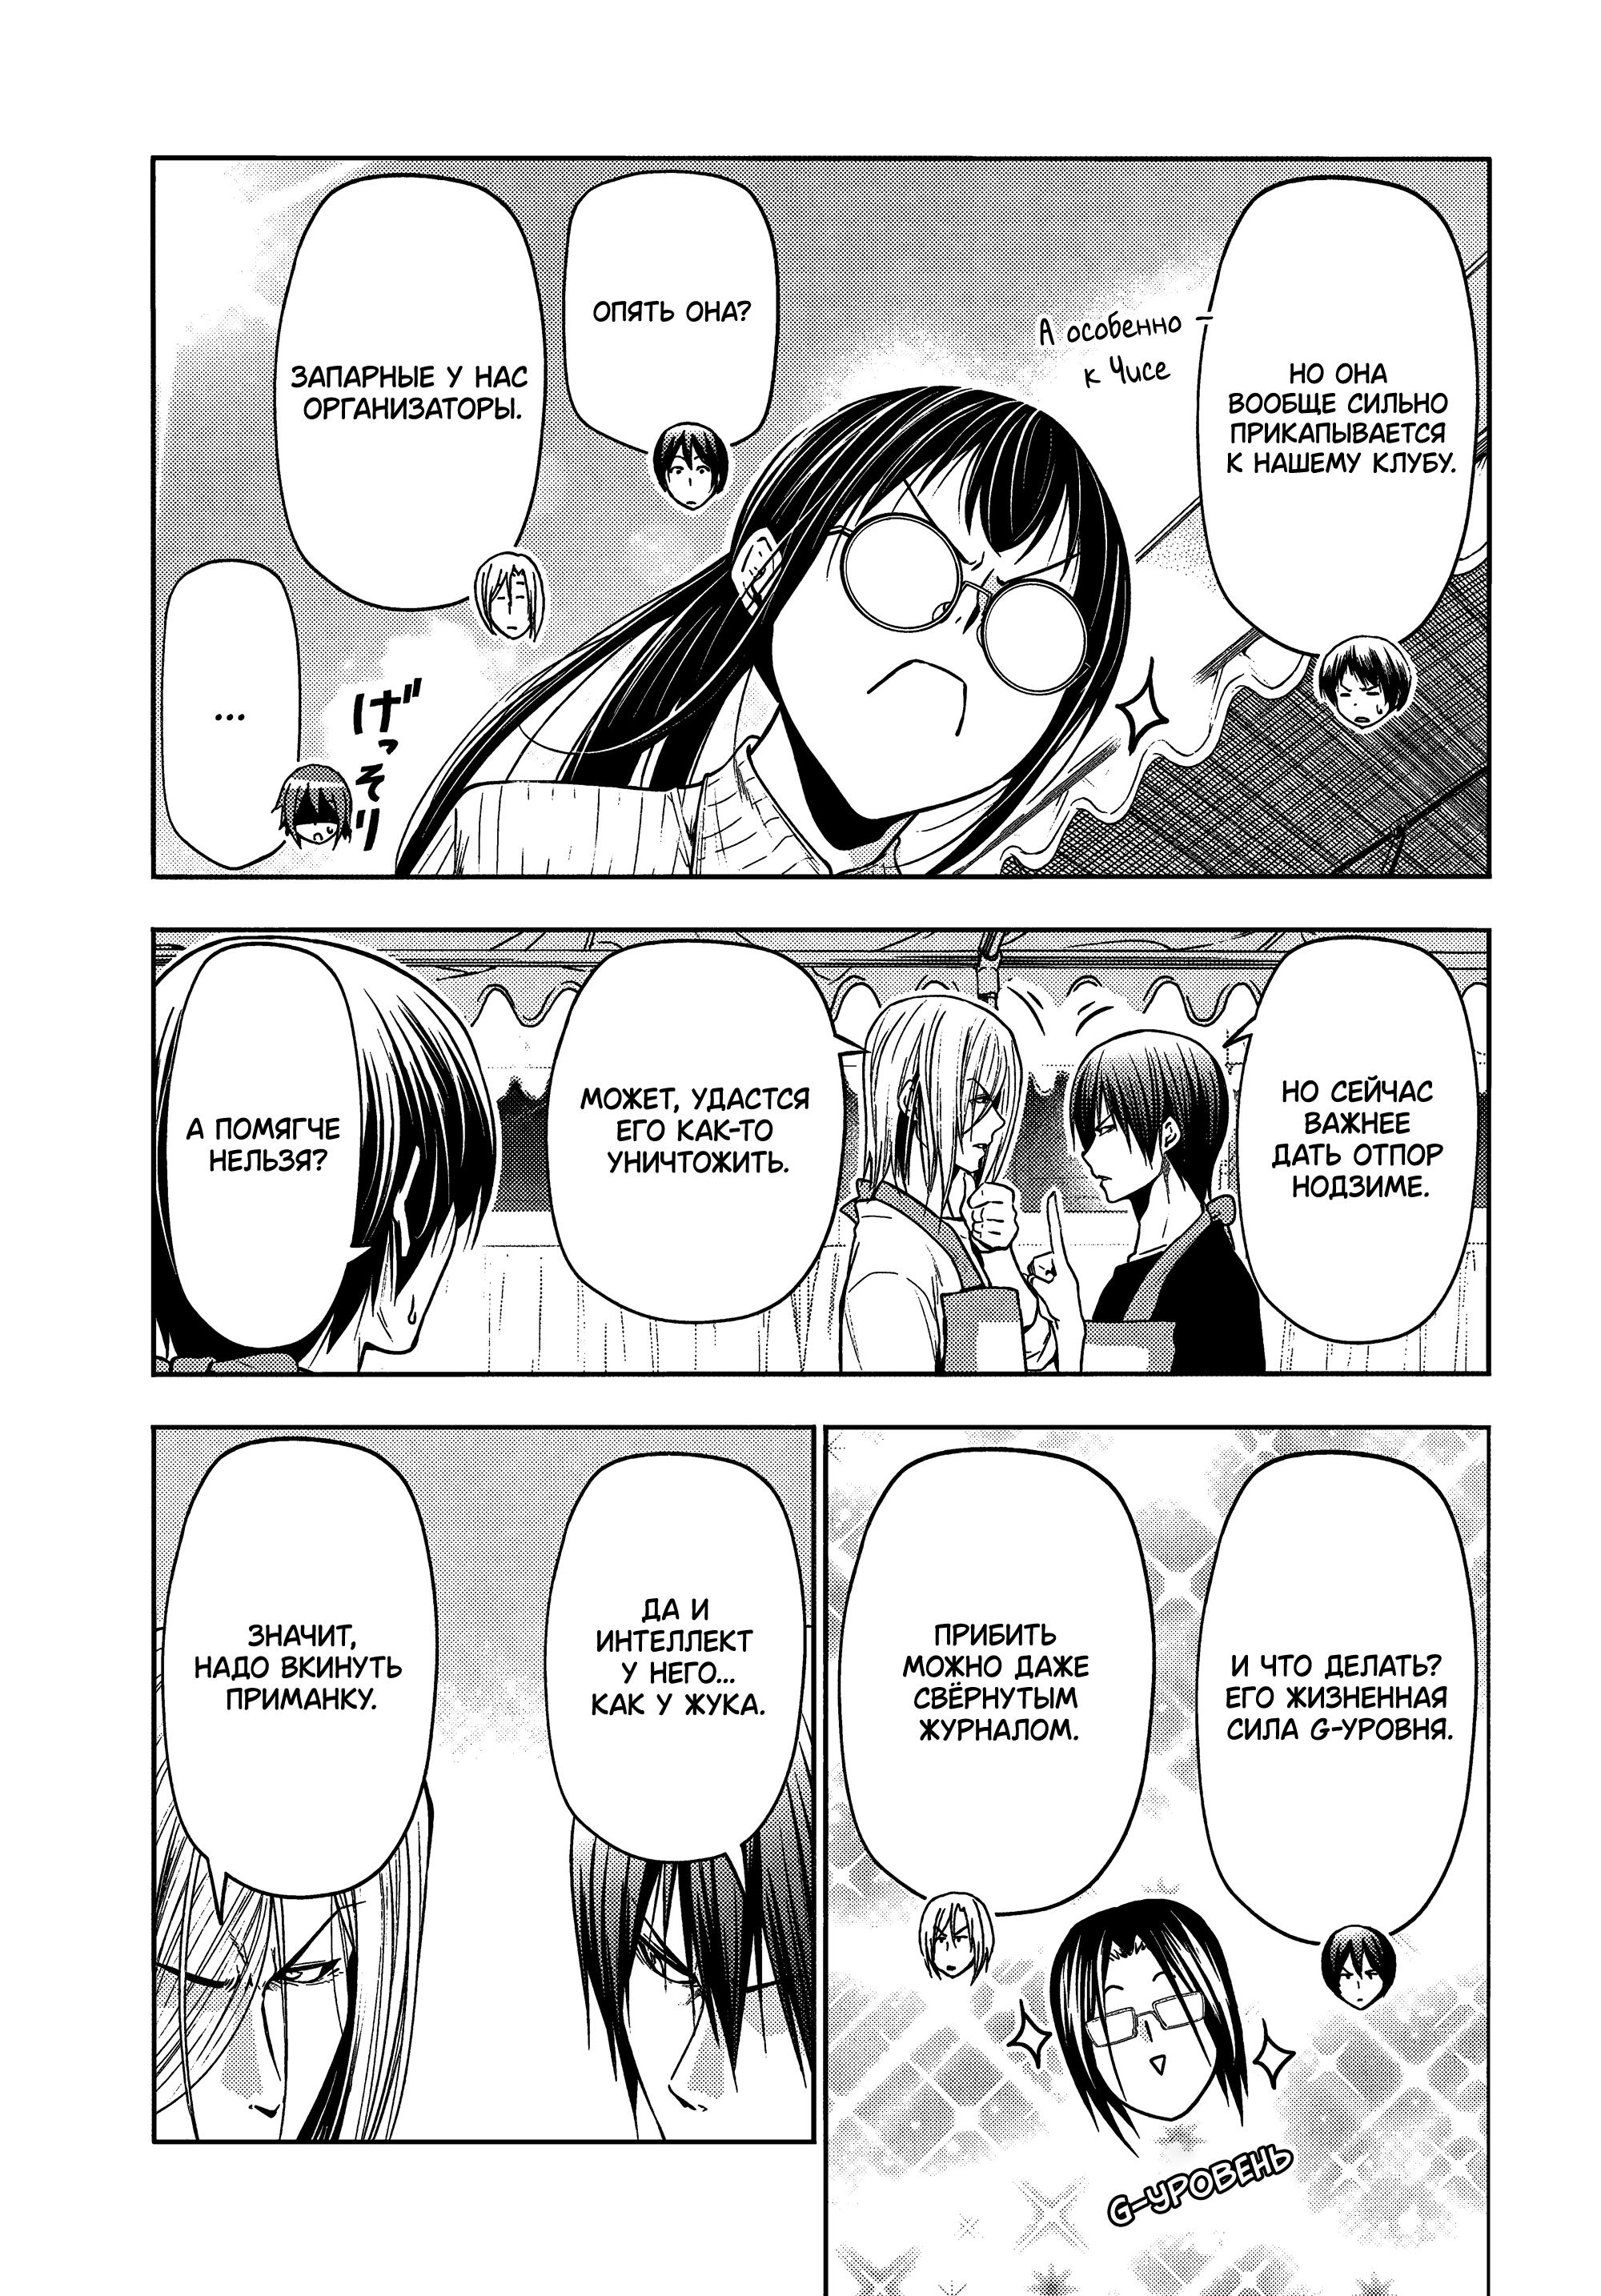 НО ОНА
ВООБЩЕ СИЛЬНО
ПРИКАПЫВАЕТСЯ
К НАШЕМУ КЛУБУ.
А особенно
к Чисе
ОПЯТЬ ОНА?
ЗАПАРНЫЕ У НАС
ОРГАНИЗАТОРЫ.
...
げっそり
НО СЕЙЧАС
ВАЖНЕЕ
ДАТЬ ОТПОР
НОДЗИМЕ.
МОЖЕТ, УДАСТСЯ
ЕГО КАК-ТО
УНИЧТОЖИТЬ.
А ПОМЯГЧЕ
НЕЛЬЗЯ?
И ЧТО ДЕЛАТЬ?
ЕГО ЖИЗНЕННАЯ
СИЛА G-УРОВНЯ.
ПРИБИТЬ
МОЖНО ДАЖЕ
СВЁРНУТЫМ
ЖУРНАЛОМ.
G-УРОВЕНЬ
ДА И
ИНТЕЛЛЕКТ
У НЕГО...
КАК У ЖУКА.
ЗНАЧИТ,
НАДО ВКИНУТЬ
ПРИМАНКУ.